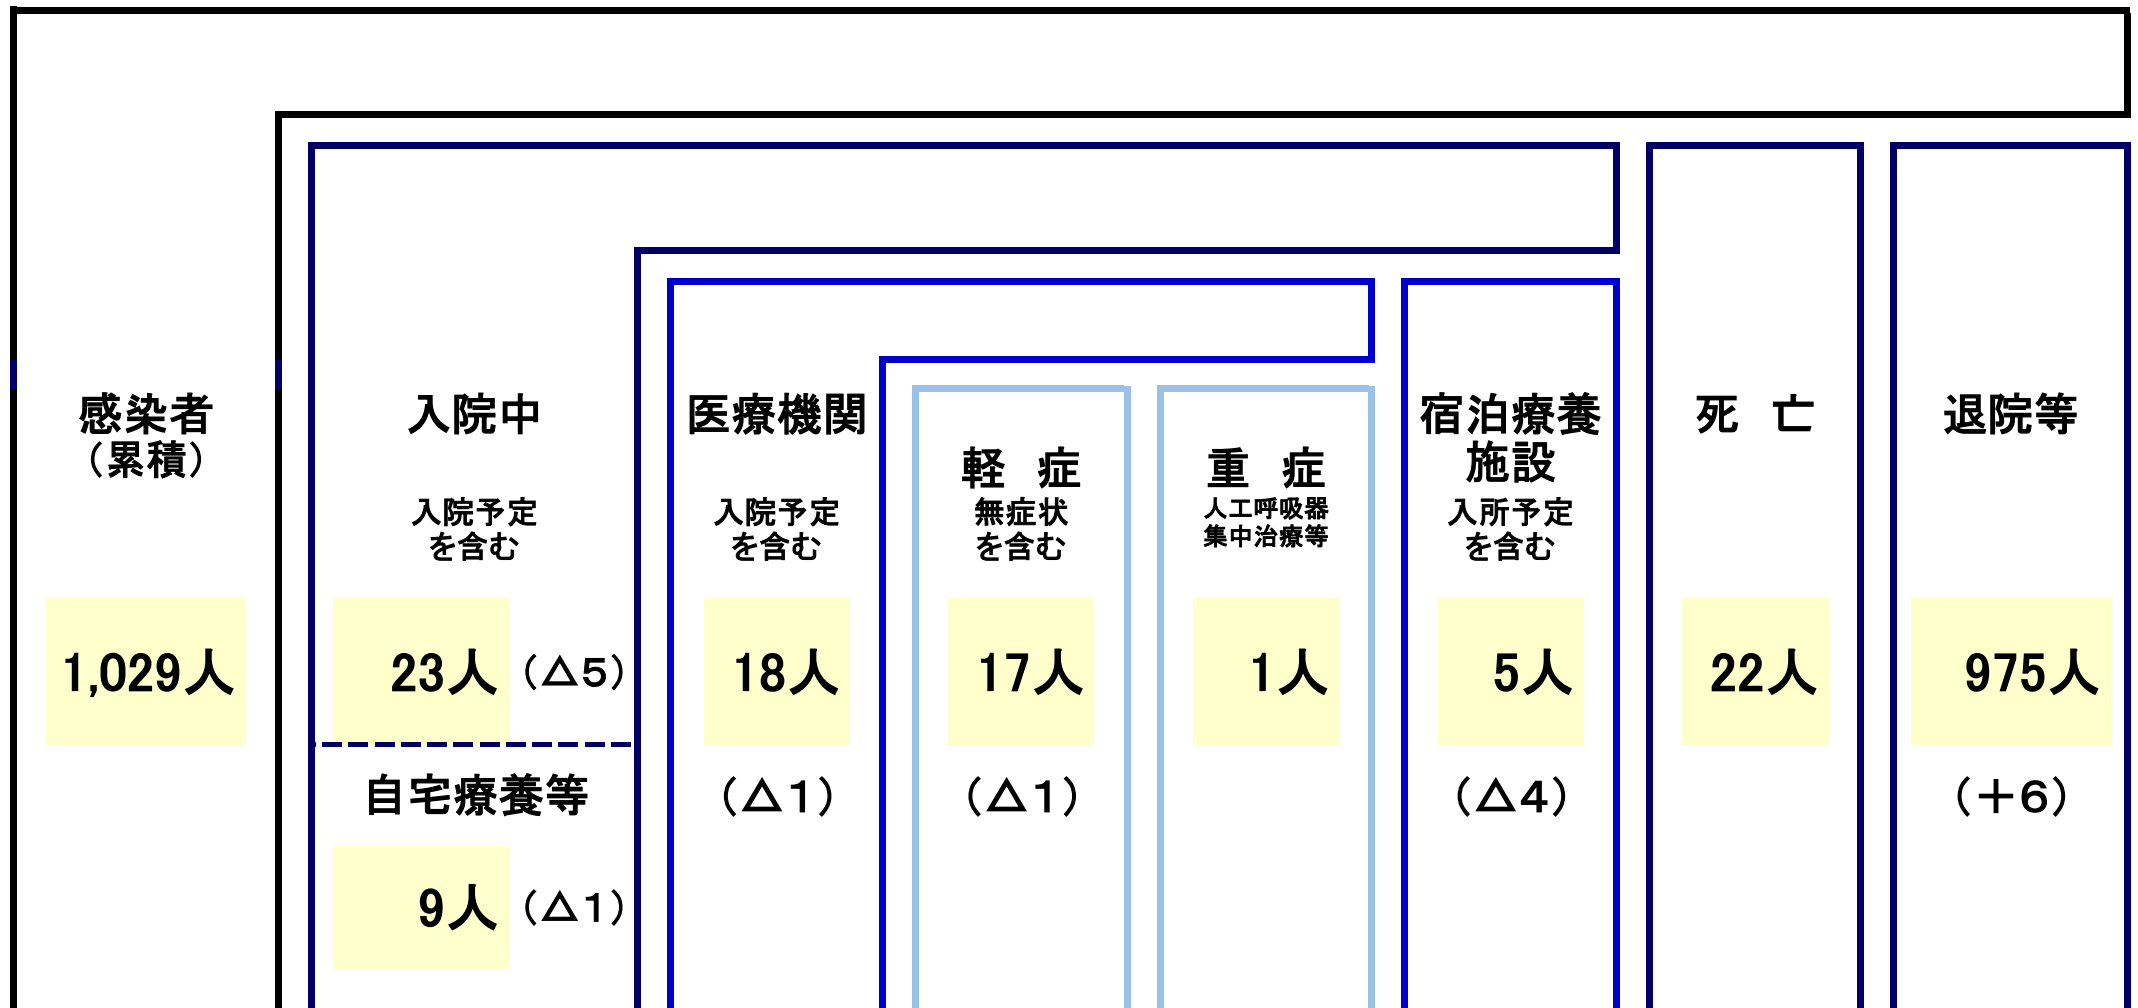 感染者
（累積）
1,029人
入院中
入院予定
を含む
23人（△5）
自宅療養等
9人（△1）
医療機関
入院予定
を含む
18人
（△1）
軽　症
無症状
を含む
17人
（△1）
重　症
人工呼吸器
集中治療等
1人
宿泊療養
施設
入所予定
を含む
5人
（△4）
死　亡
22人
退院等
975人
（＋6）